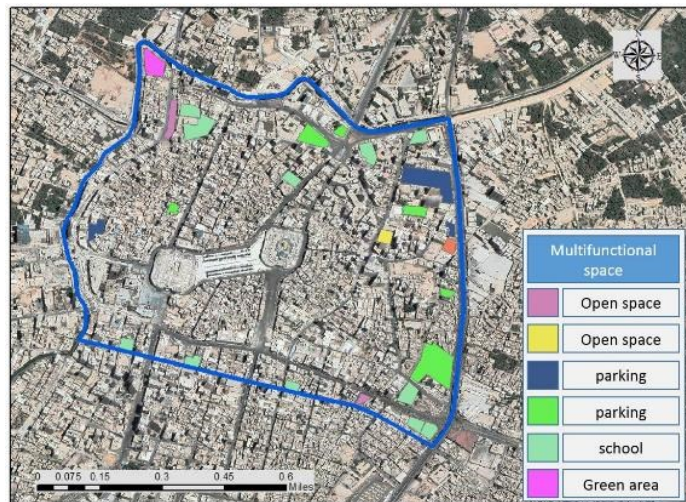 E
Multifunctional
space
Open space
Open space
parking
parking
school
Green area
0 0.075 0.15 0.3 0.45 0.6
Miles